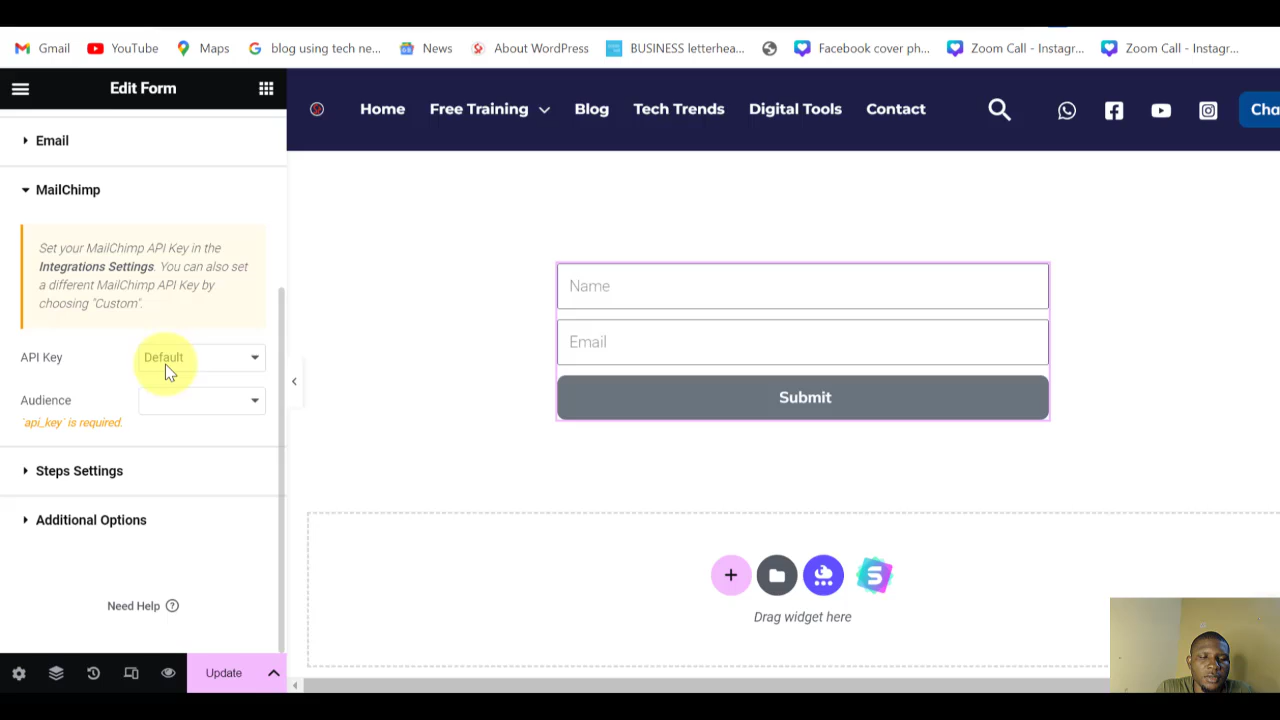 Gmail YouTube Maps blog using tech ne... News About WordPress BUSINESS letterhea... Facebook cover ph... Zoom Call - Instagr... Zoom Call - Instagr...
Edit Form
Home Free Training Blog Tech Trends Digital Tools Contact Cha
Email
MailChimp
Set your MailChimp API Key in the
Integrations Settings. You can also set
a different MailChimp API Key by
choosing "Custom".
API Key Default
Audience
`api_key` is required.
Steps Settings
Additional Options
Need Help ?
Update
Name
Email
Submit
Drag widget here